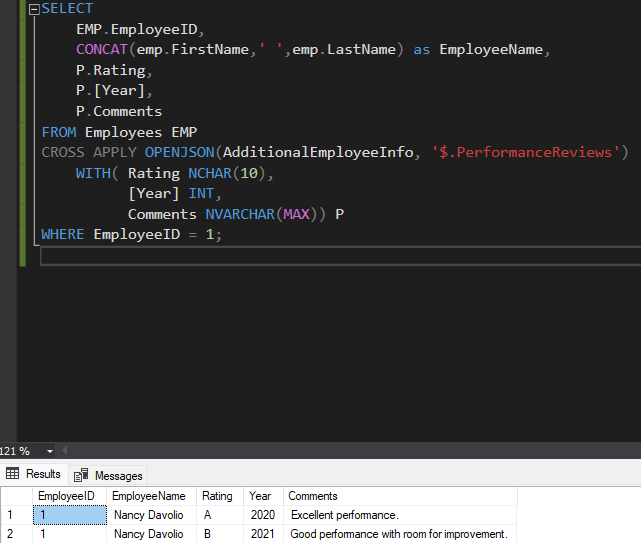 SELECT
EMP.EmployeeID,
CONCAT(emp.FirstName,' ',emp.LastName) as EmployeeName,
P.Rating,
P.[Year],
P.Comments
FROM Employees EMP
CROSS APPLY OPENJSON(AdditionalEmployeeInfo, '$.PerformanceReviews')
WITH( Rating NCHAR(10),
[Year] INT,
Comments NVARCHAR(MAX)) P
WHERE EmployeeID = 1;
121 %
Results Messages
EmployeeID EmployeeName Rating Year Comments
1 1 Nancy Davolio A 2020 Excellent performance.
2 1 Nancy Davolio B 2021 Good performance with room for improvement.